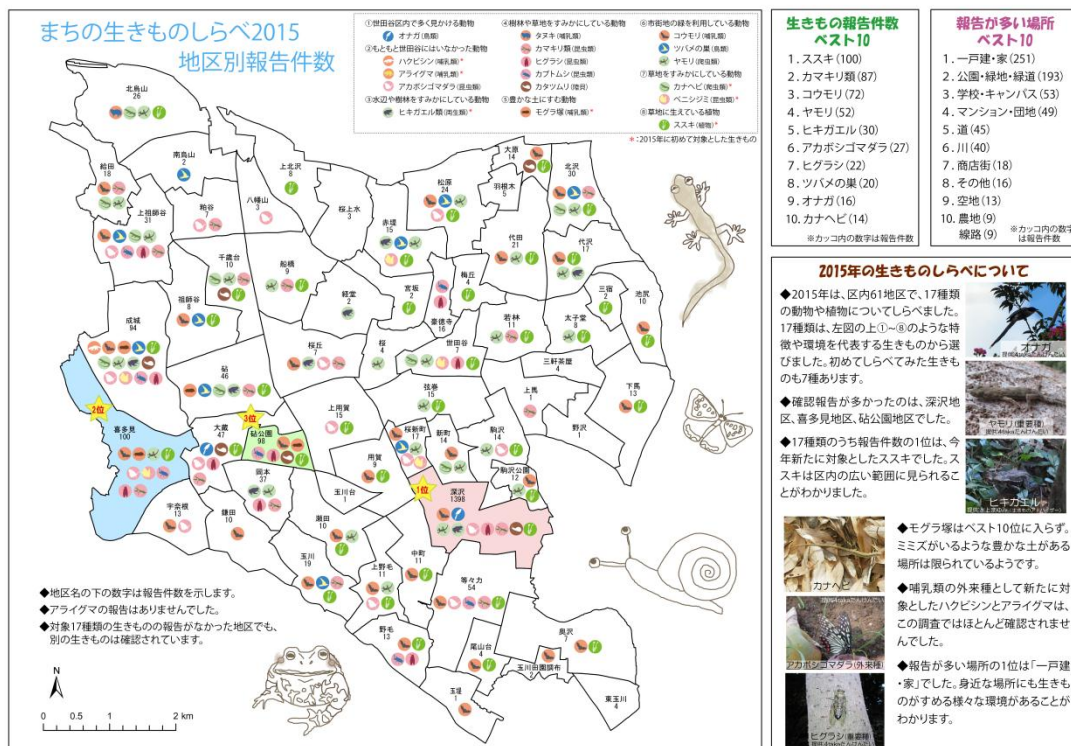 まちの生きものしらべ2015
地区別報告件数
①世田谷区内で多く見かける動物
オナガ(鳥類)
②もともと世田谷にはいなかった動物
ハクビシン(哺乳類)*
アライグマ(哺乳類)*
アカボシゴマダラ(昆虫類)
③水辺や樹林をすみかにしている動物
ヒキガエル類(両生類)*
④樹林や草地をすみかにしている動物
タヌキ(哺乳類)
カマキリ類(昆虫類)
ヒグラシ(昆虫類)
カブトムシ(昆虫類)
カタツムリ(陸貝)
⑤豊かな土にすむ動物
モグラ塚(哺乳類)*
⑥市街地の緑を利用している動物
コウモリ(哺乳類)
ツバメの巣(鳥類)
ヤモリ(爬虫類)
⑦草地をすみかにしている動物
カナヘビ(爬虫類)*
ベニシジミ(昆虫類)*
⑧草地に生えている植物
ススキ(植物)*
*:2015年に初めて対象とした生きもの
北烏山
26
給田
18
南烏山
2
上北沢
8
上祖師谷
31
粕谷
7
八幡山
3
桜上水
3
松原
24
大原
14
羽根木
5
北沢
30
赤堤
15
代田
21
代沢
17
千歳台
10
船橋
9
経堂
2
宮坂
2
梅丘
4
豪徳寺
16
三宿
2
池尻
10
祖師谷
8
成城
94
砧
46
桜丘
7
桜
4
世田谷
7
若林
11
太子堂
8
三軒茶屋
4
下馬
13
上馬
1
野沢
1
弦巻
15
上用賀
15
桜新町
17
新町
14
駒沢
14
駒沢公園
12
2位
喜多見
100
3位
大蔵
47
砧公園
98
岡本
37
用賀
9
玉川台
1
1位
深沢
1398
宇奈根
13
鎌田
10
瀬田
10
玉川
19
上野毛
11
中町
11
等々力
54
野毛
13
尾山台
4
奥沢
7
玉川田園調布
2
東玉川
4
玉堤
1
◆地区名の下の数字は報告件数を示します。
◆アライグマの報告はありませんでした。
◆対象17種類の生きものの報告がなかった地区でも、
別の生きものは確認されています。
N
0 0.5 1 2 km
生きもの報告件数
ベスト10
1. ススキ(100)
2. カマキリ類(87)
3. コウモリ(72)
4. ヤモリ(52)
5. ヒキガエル(30)
6. アカボシゴマダラ(27)
7. ヒグラシ(22)
8. ツバメの巣(20)
9. オナガ(16)
10. カナヘビ(14)
※カッコ内の数字は報告件数
報告が多い場所
ベスト10
1. 一戸建・家(251)
2. 公園・緑地・緑道(193)
3. 学校・キャンパス(53)
4. マンション・団地(49)
5. 道(45)
6. 川(40)
7. 商店街(18)
8. その他(16)
9. 空地(13)
10. 農地(9)
線路(9)
※カッコ内の数字
は報告件数
2015年の生きものしらべについて
◆2015年は、区内61地区で、17種類
の動物や植物についてしらべました。
17種類は、左図の上①~⑧のような特
徴や環境を代表する生きものから選
びました。初めてしらべてみた生きも
のも7種あります。
◆確認報告が多かったのは、深沢地
区、喜多見地区、砧公園地区でした。
◆17種類のうち報告件数の1位は、今
年新たに対象としたススキでした。ス
スキは区内の広い範囲に見られるこ
とがわかりました。
オナガ
ヤモリ(重要種)
ヒキガエル
カナヘビ
アカボシゴマダラ(外来種)
ヒグラシ(重要種)
◆モグラ塚はベスト10位に入らず。
ミミズがいるような豊かな土がある
場所は限られているようです。
◆哺乳類の外来種として新たに対
象としたハクビシンとアライグマは、
この調査ではほとんど確認されませ
んでした。
◆報告が多い場所の1位は「一戸建
・家」でした。身近な場所にも生きも
のがすめる様々な環境があることが
わかります。